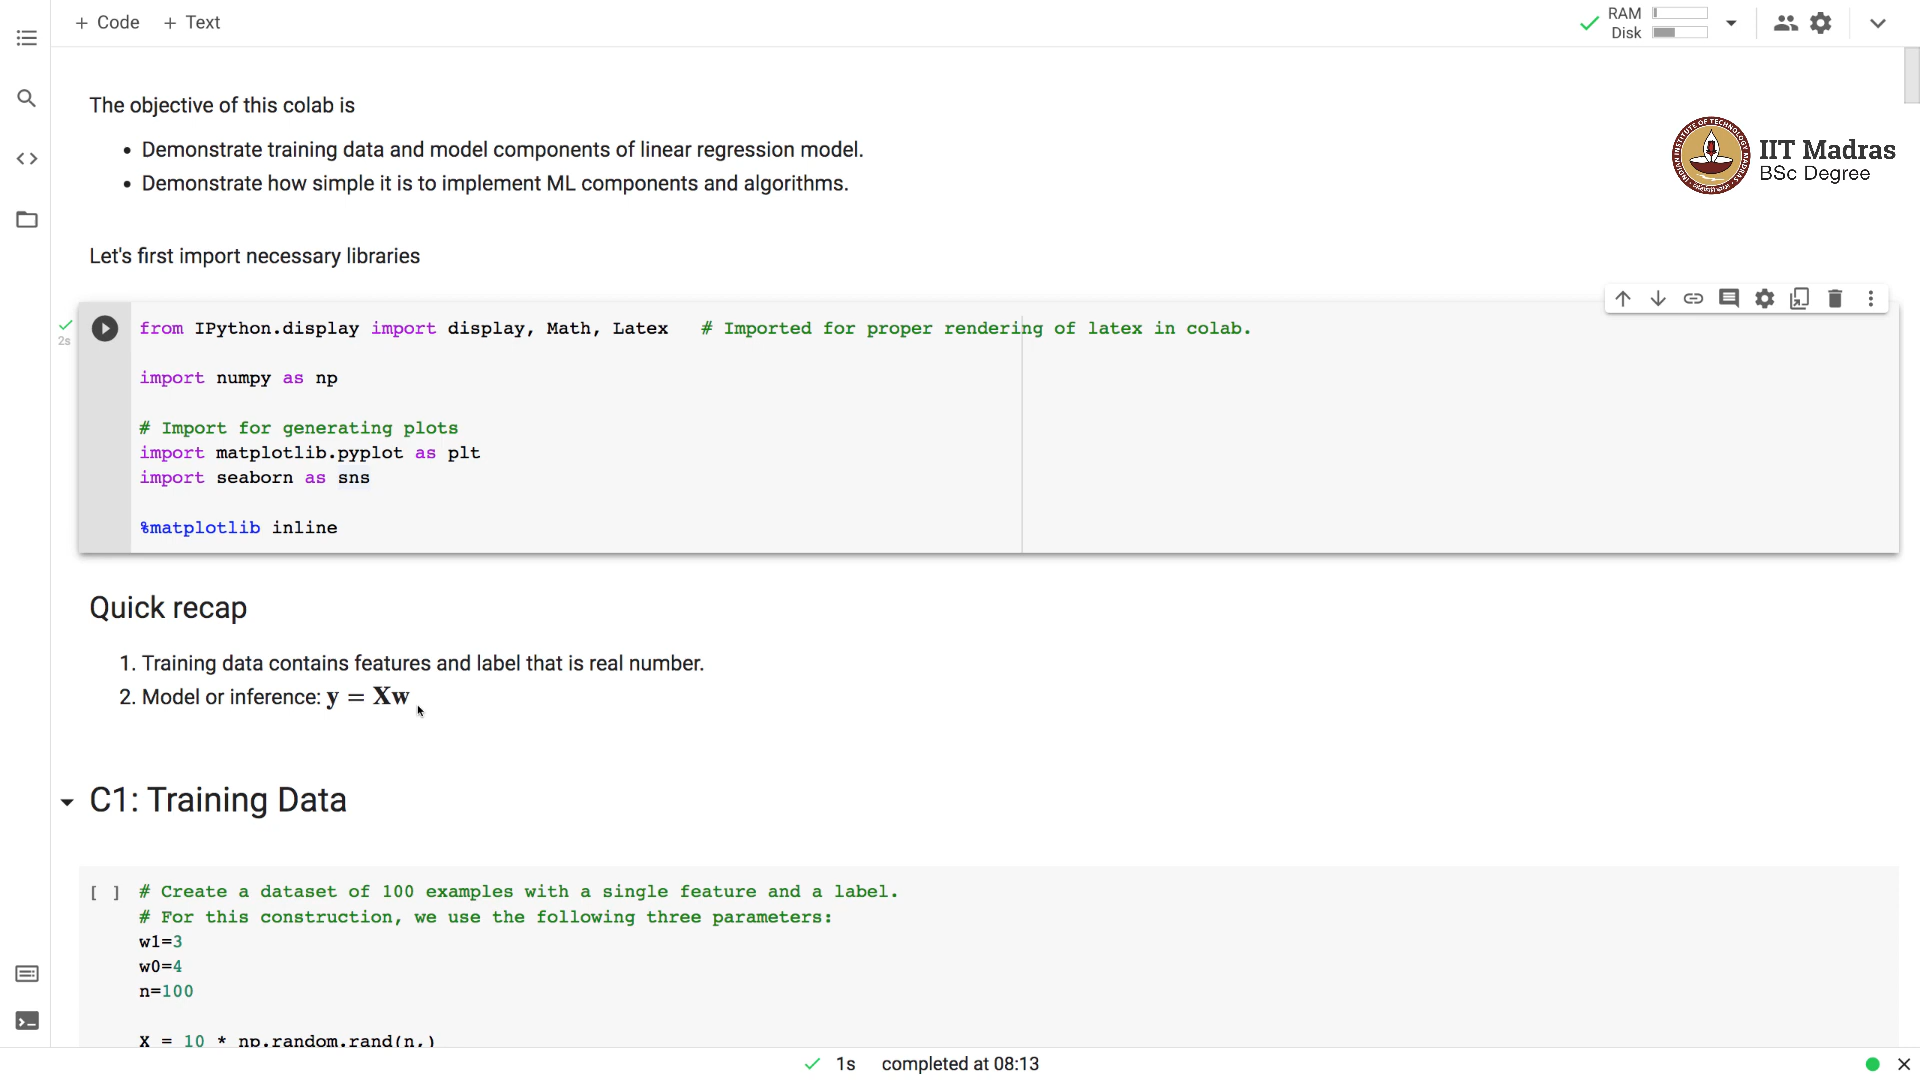 + Code + Text
RAM
Disk
The objective of this colab is
• Demonstrate training data and model components of linear regression model.
• Demonstrate how simple it is to implement ML components and algorithms.
IIT Madras
BSc Degree
Let's first import necessary libraries
2s
from IPython.display import display, Math, Latex   # Imported for proper rendering of latex in colab.
import numpy as np
# Import for generating plots
import matplotlib.pyplot as plt
import seaborn as sns
%matplotlib inline
Quick recap
1. Training data contains features and label that is real number.
2. Model or inference: y = Xw
C1: Training Data
[ ] # Create a dataset of 100 examples with a single feature and a label.
# For this construction, we use the following three parameters:
w1=3
w0=4
n=100
X = 10 * np.random.rand(n,)
1s completed at 08:13